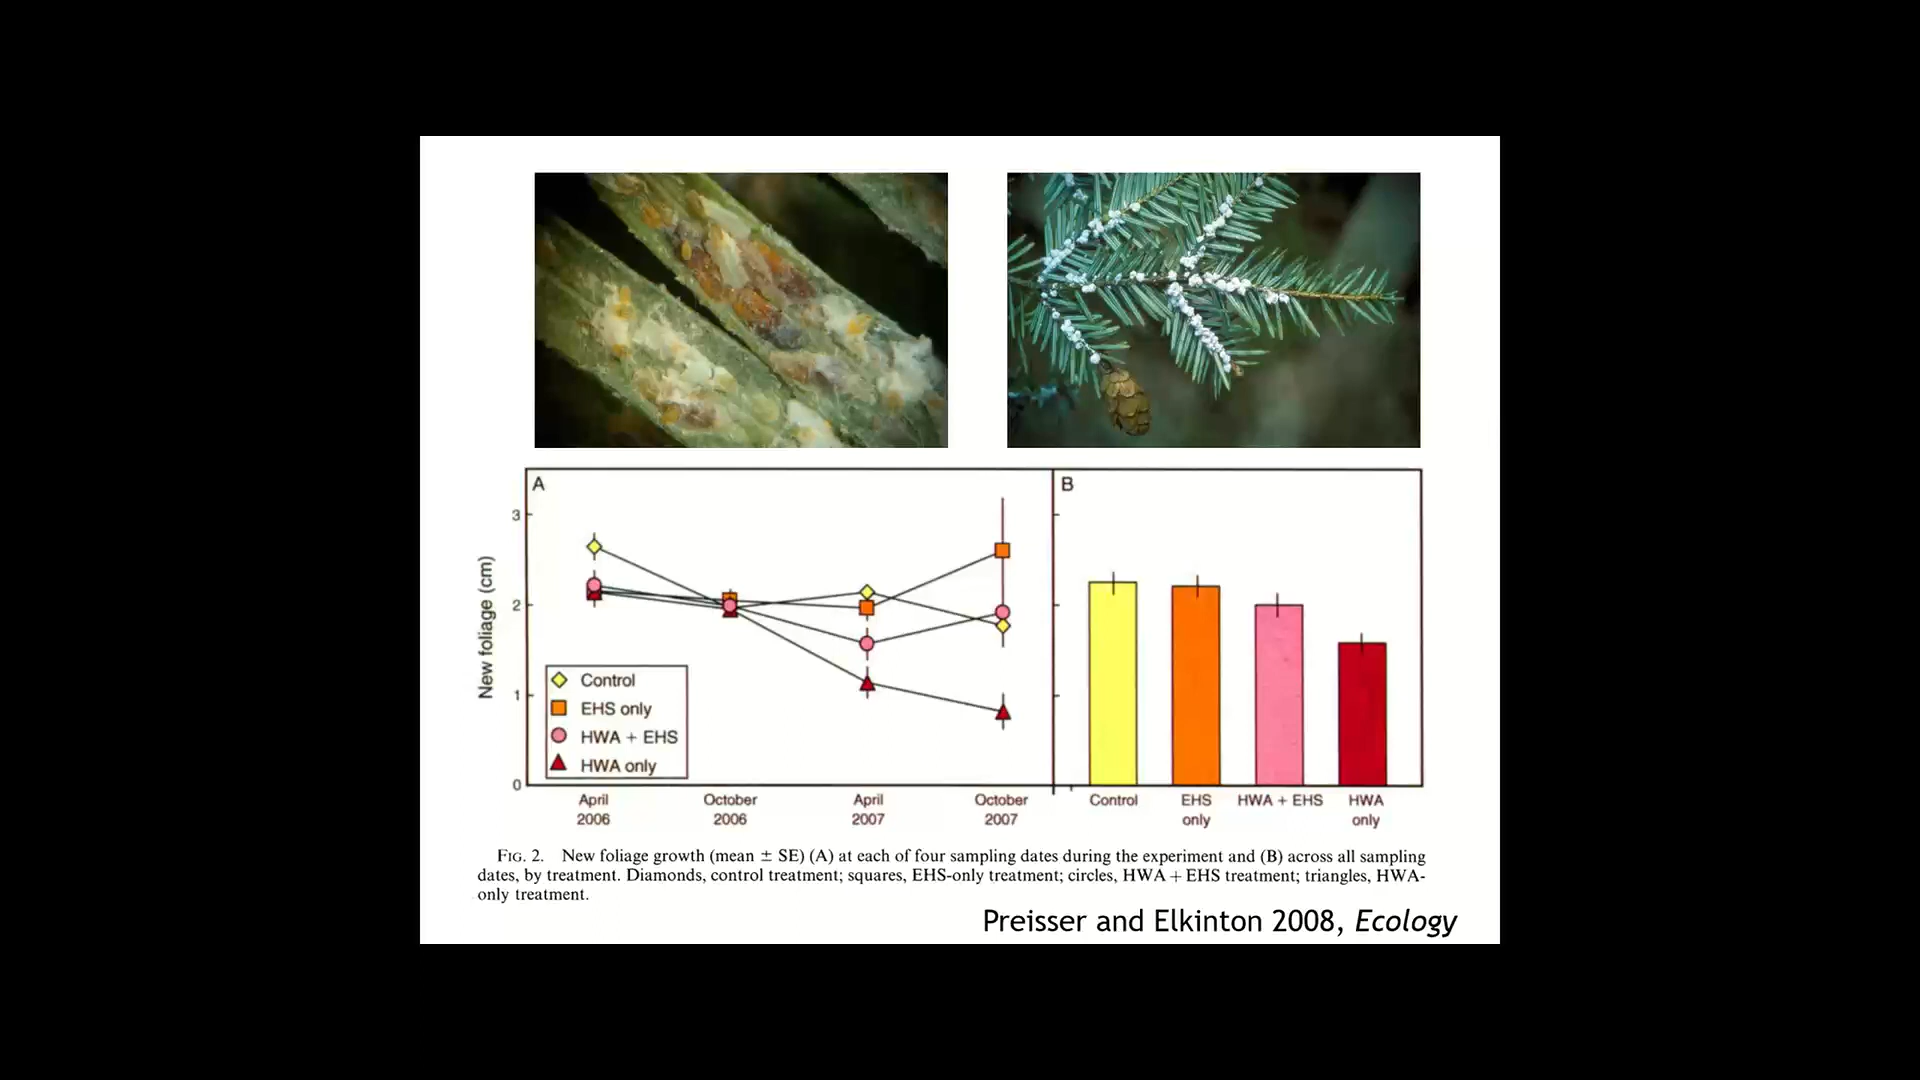 A
B
3
2
1
0
New foliage (cm)
Control
EHS only
HWA + EHS
HWA only
April
2006
October
2006
April
2007
October
2007
Control
EHS
only
HWA + EHS
HWA
only
FIG. 2. New foliage growth (mean ± SE) (A) at each of four sampling dates during the experiment and (B) across all sampling
dates, by treatment. Diamonds, control treatment; squares, EHS-only treatment; circles, HWA + EHS treatment; triangles, HWA-
only treatment.
Preisser and Elkinton 2008, Ecology